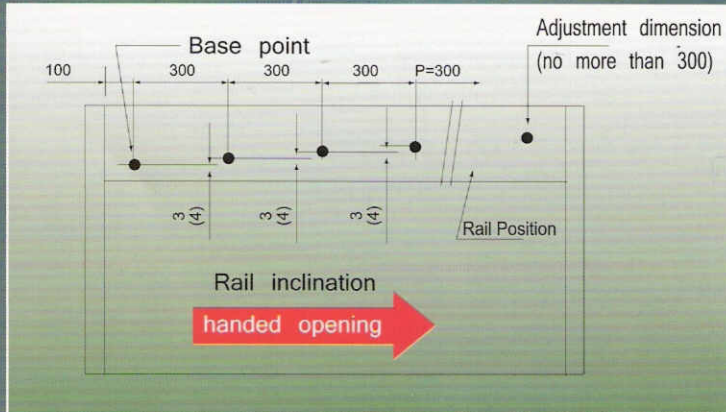 Base point
Adjustment dimension
(no more than 300)
100
300
300
300
P=300
3
(4)
3
(4)
3
(4)
Rail Position
Rail inclination
handed opening